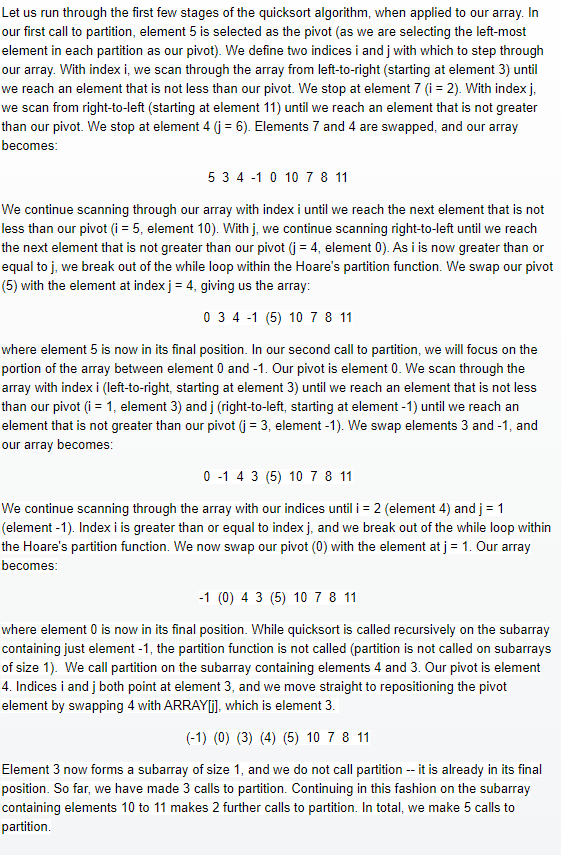 Let us run through the first few stages of the quicksort algorithm, when applied to our array. In
our first call to partition, element 5 is selected as the pivot (as we are selecting the left-most
element in each partition as our pivot). We define two indices i and j with which to step through
our array. With index i, we scan through the array from left-to-right (starting at element 3) until
we reach an element that is not less than our pivot. We stop at element 7 (i = 2). With index j,
we scan from right-to-left (starting at element 11) until we reach an element that is not greater
than our pivot. We stop at element 4 (j = 6). Elements 7 and 4 are swapped, and our array
becomes:
5 3 4 -1 0 10 7 8 11
We continue scanning through our array with index i until we reach the next element that is not
less than our pivot (i = 5, element 10). With j, we continue scanning right-to-left until we reach
the next element that is not greater than our pivot (j = 4, element 0). As i is now greater than or
equal to j, we break out of the while loop within the Hoare's partition function. We swap our pivot
(5) with the element at index j = 4, giving us the array:
0 3 4 -1 (5) 10 7 8 11
where element 5 is now in its final position. In our second call to partition, we will focus on the
portion of the array between element 0 and -1. Our pivot is element 0. We scan through the
array with index i (left-to-right, starting at element 3) until we reach an element that is not less
than our pivot (i = 1, element 3) and j (right-to-left, starting at element -1) until we reach an
element that is not greater than our pivot (j = 3, element -1). We swap elements 3 and -1, and
our array becomes:
0 -1 4 3 (5) 10 7 8 11
We continue scanning through the array with our indices until i = 2 (element 4) and j = 1
(element -1). Index i is greater than or equal to index j, and we break out of the while loop within
the Hoare's partition function. We now swap our pivot (0) with the element at j = 1. Our array
becomes:
-1 (0) 4 3 (5) 10 7 8 11
where element 0 is now in its final position. While quicksort is called recursively on the subarray
containing just element -1, the partition function is not called (partition is not called on subarrays
of size 1). We call partition on the subarray containing elements 4 and 3. Our pivot is element
4. Indices i and j both point at element 3, and we move straight to repositioning the pivot
element by swapping 4 with ARRAY[j], which is element 3.
(-1) (0) (3) (4) (5) 10 7 8 11
Element 3 now forms a subarray of size 1, and we do not call partition -- it is already in its final
position. So far, we have made 3 calls to partition. Continuing in this fashion on the subarray
containing elements 10 to 11 makes 2 further calls to partition. In total, we make 5 calls to
partition.